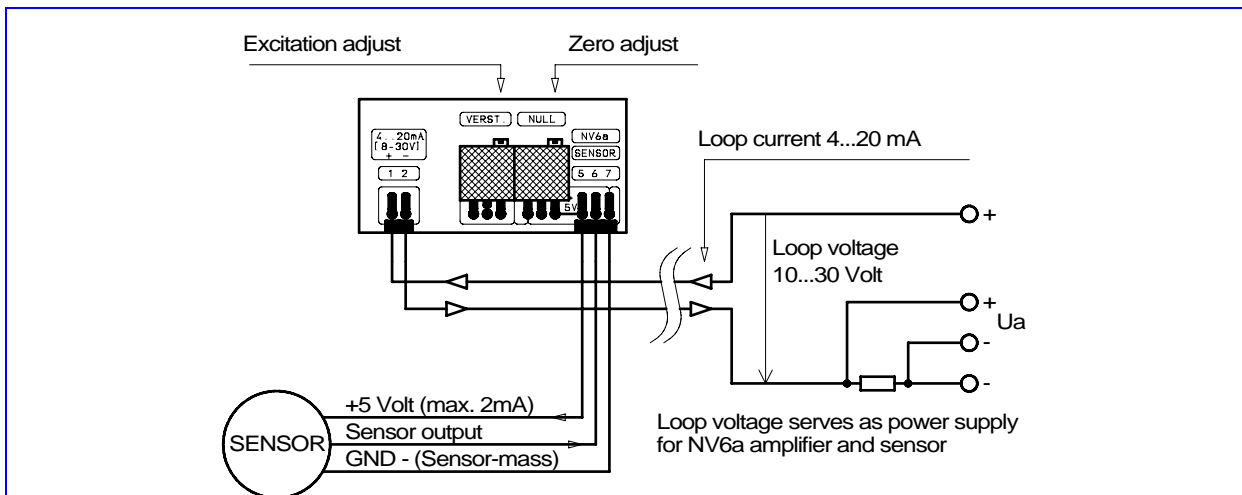 Excitation adjust
Zero adjust
VERST.
NULL
4..20mA
[8-30V]
+ -
NV6a
SENSOR
1 2
5 6 7
5V
Loop current 4...20 mA
+
Loop voltage
10...30 Volt
+
Ua
-
-
+5 Volt (max. 2mA)
SENSOR
Sensor output
GND - (Sensor-mass)
Loop voltage serves as power supply
for NV6a amplifier and sensor